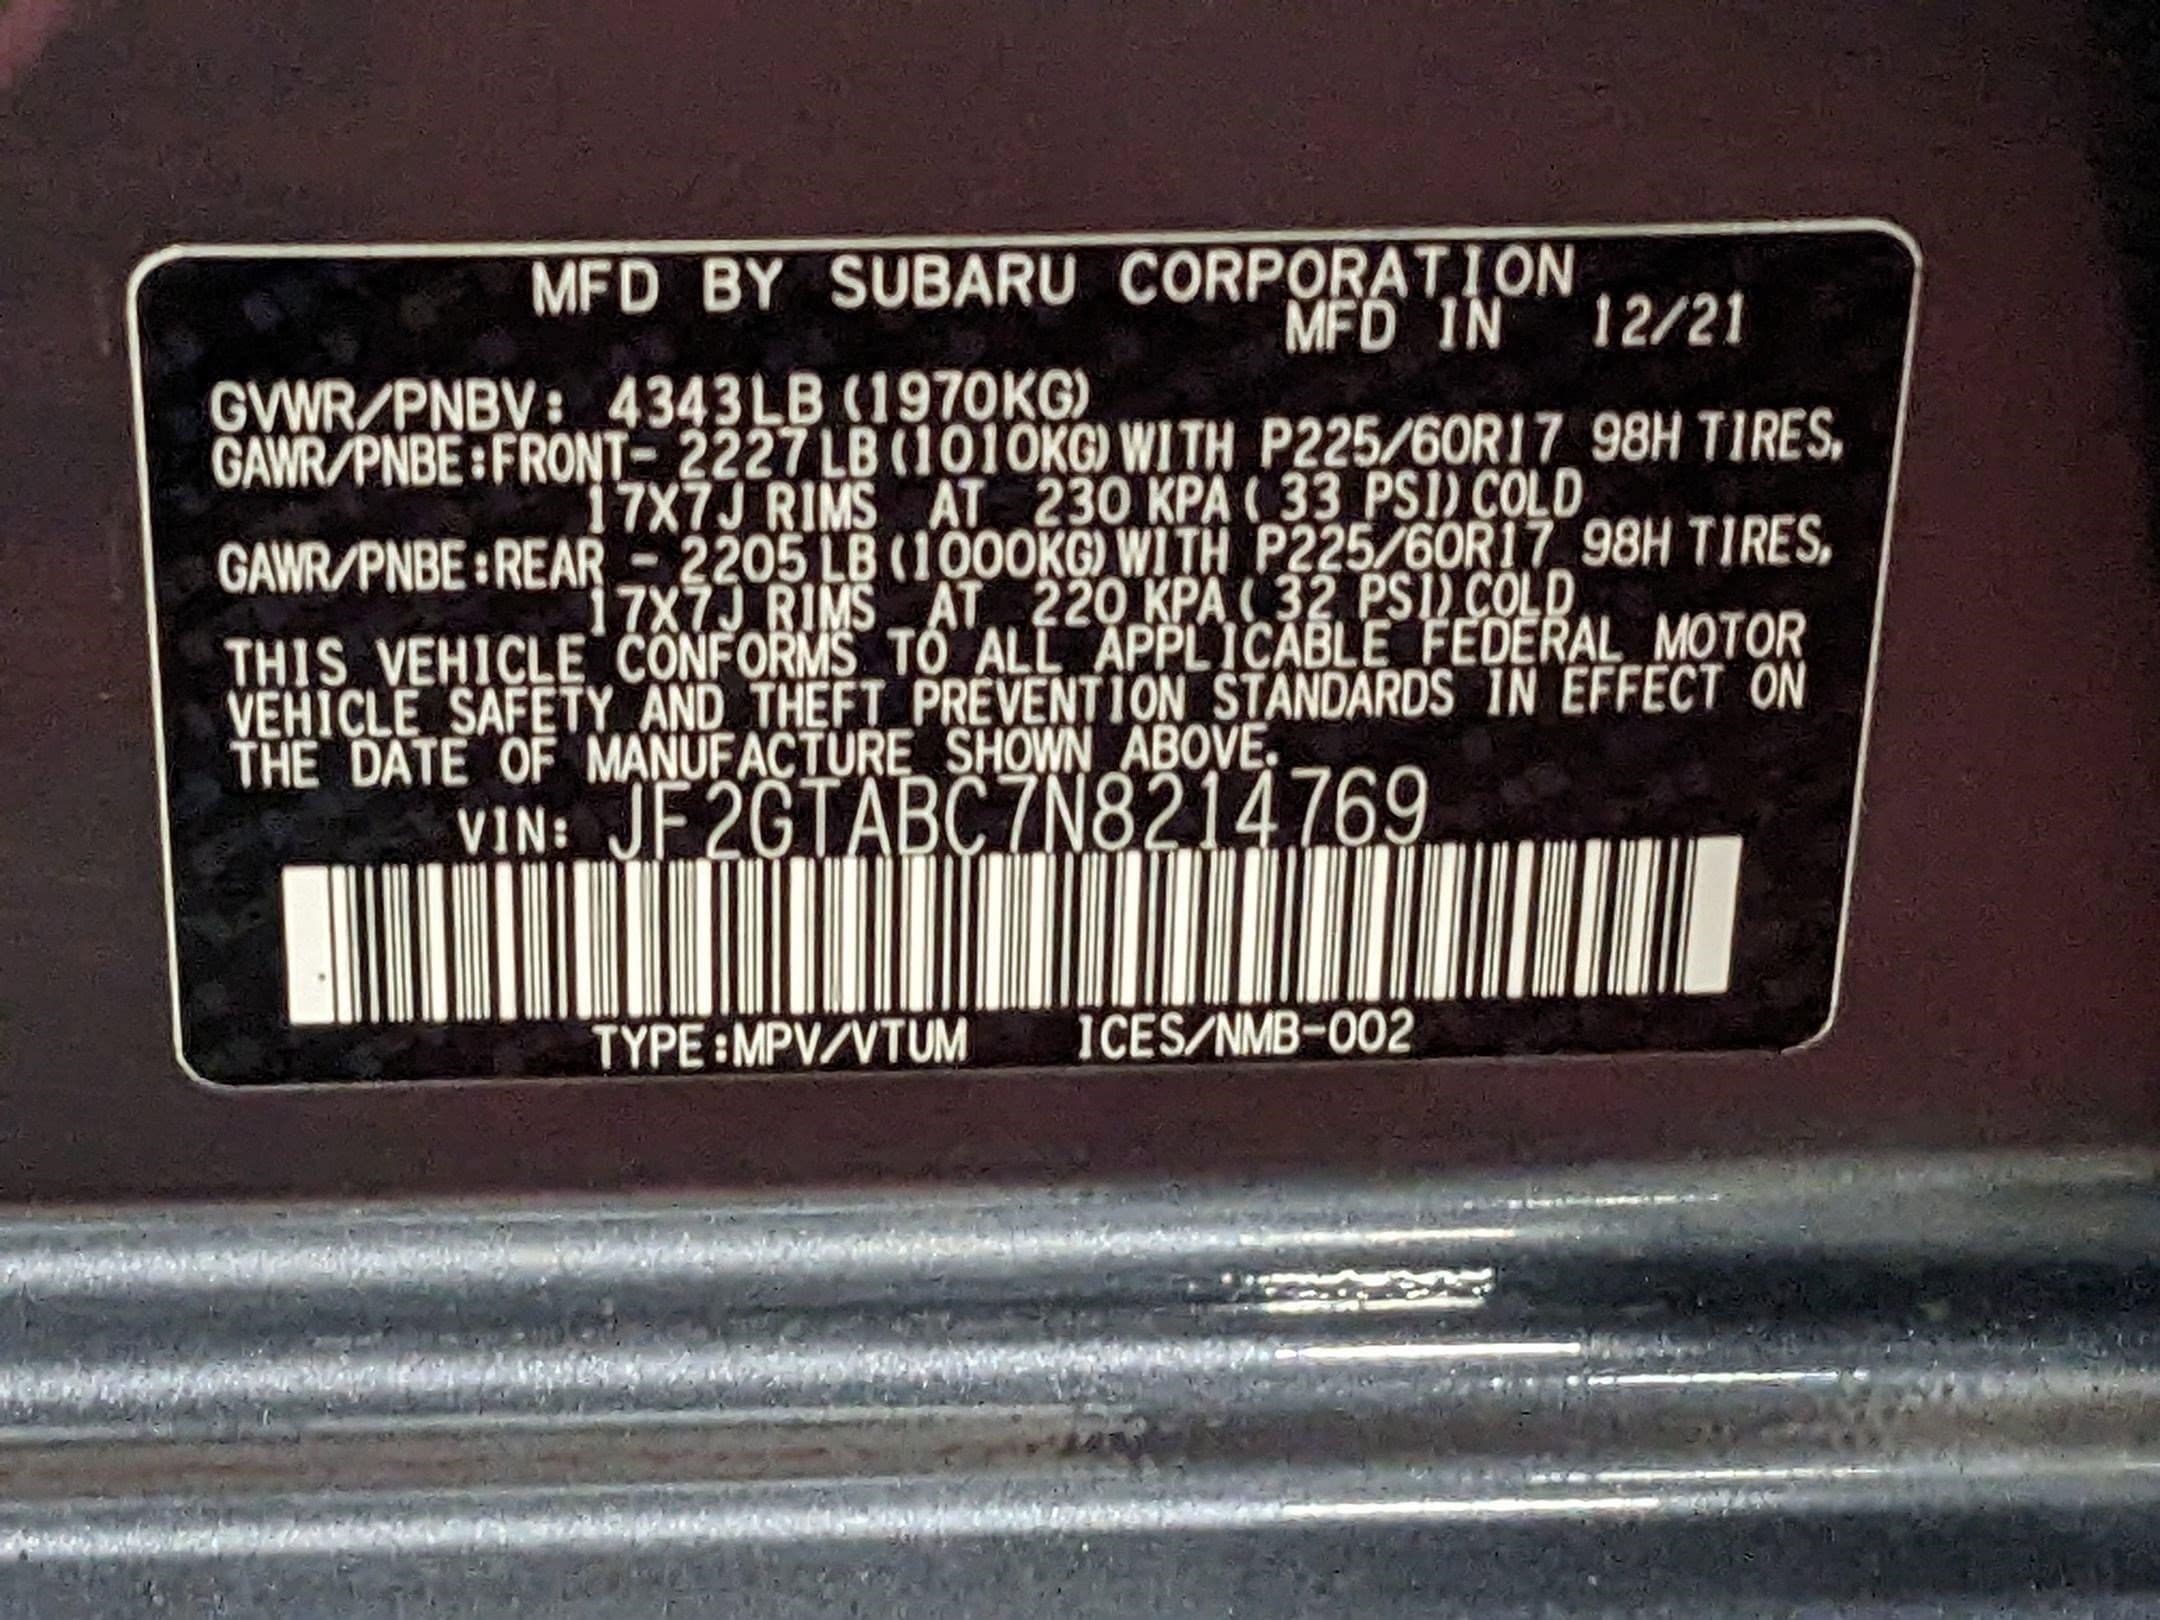 MFD BY SUBARU CORPORATION
MFD IN 12/21
GVWR/PNBV: 4343LB (1970KG)
GAWR/PNBE:FRONT- 2227LB (1010KG) WITH P225/60R17 98H TIRES,
17X7J RIMS AT 230 KPA ( 33 PSI) COLD
GAWR/PNBE:REAR - 2205LB (1000KG) WITH P225/60R17 98H TIRES,
17X7J RIMS AT 220 KPA ( 32 PSI) COLD
THIS VEHICLE CONFORMS TO ALL APPLICABLE FEDERAL MOTOR
VEHICLE SAFETY AND THEFT PREVENTION STANDARDS IN EFFECT ON
THE DATE OF MANUFACTURE SHOWN ABOVE.
VIN: JF2GTABC7N8214769
TYPE:MPV/VTUM ICES/NMB-002